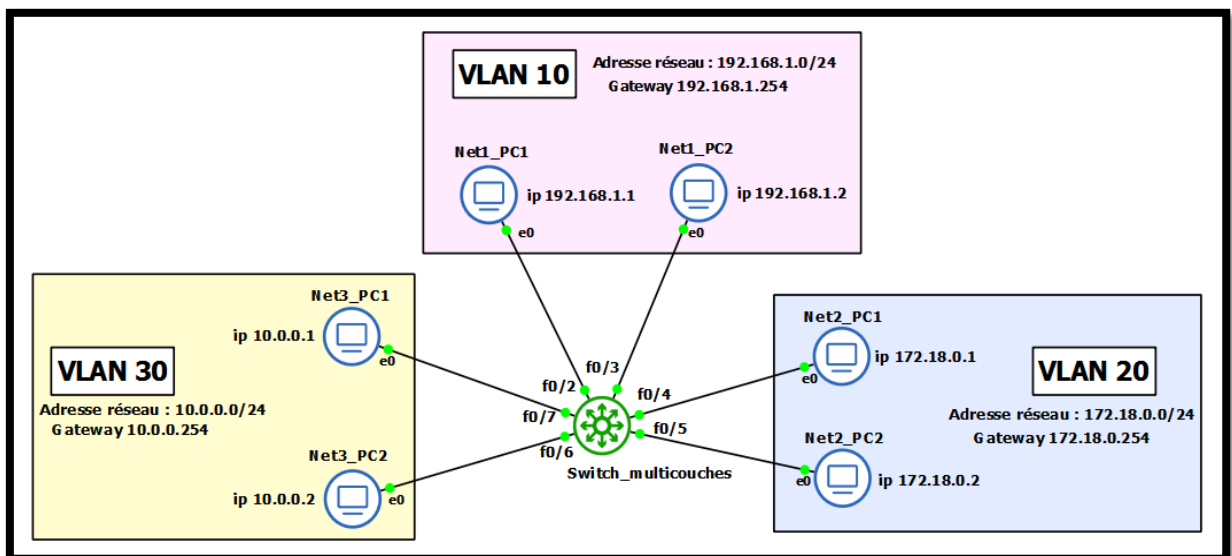 VLAN 10
Adresse réseau : 192.168.1.0/24
Gateway 192.168.1.254
Net1_PC1
ip 192.168.1.1
e0
Net1_PC2
ip 192.168.1.2
e0
Net3_PC1
ip 10.0.0.1
e0
VLAN 30
Adresse réseau : 10.0.0.0/24
Gateway 10.0.0.254
Net3_PC2
ip 10.0.0.2
e0
f0/2
f0/3
f0/4
f0/7
f0/5
f0/6
Switch_multicouches
Net2_PC1
ip 172.18.0.1
e0
VLAN 20
Adresse réseau : 172.18.0.0/24
Gateway 172.18.0.254
Net2_PC2
ip 172.18.0.2
e0